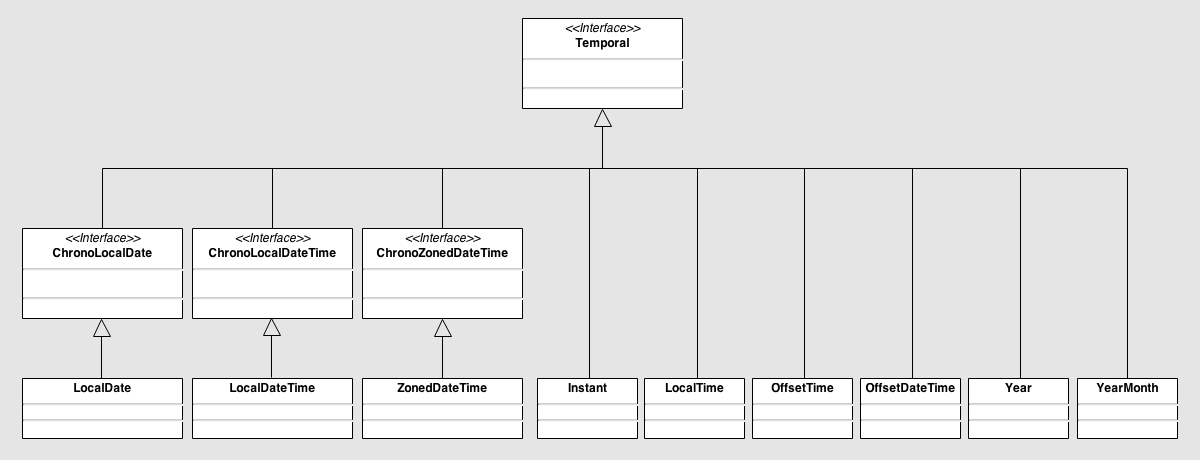 <<Interface>>
Temporal
<<Interface>>
ChronoLocalDate
<<Interface>>
ChronoLocalDateTime
<<Interface>>
ChronoZonedDateTime
LocalDate
LocalDateTime
ZonedDateTime
Instant
LocalTime
OffsetTime
OffsetDateTime
Year
YearMonth